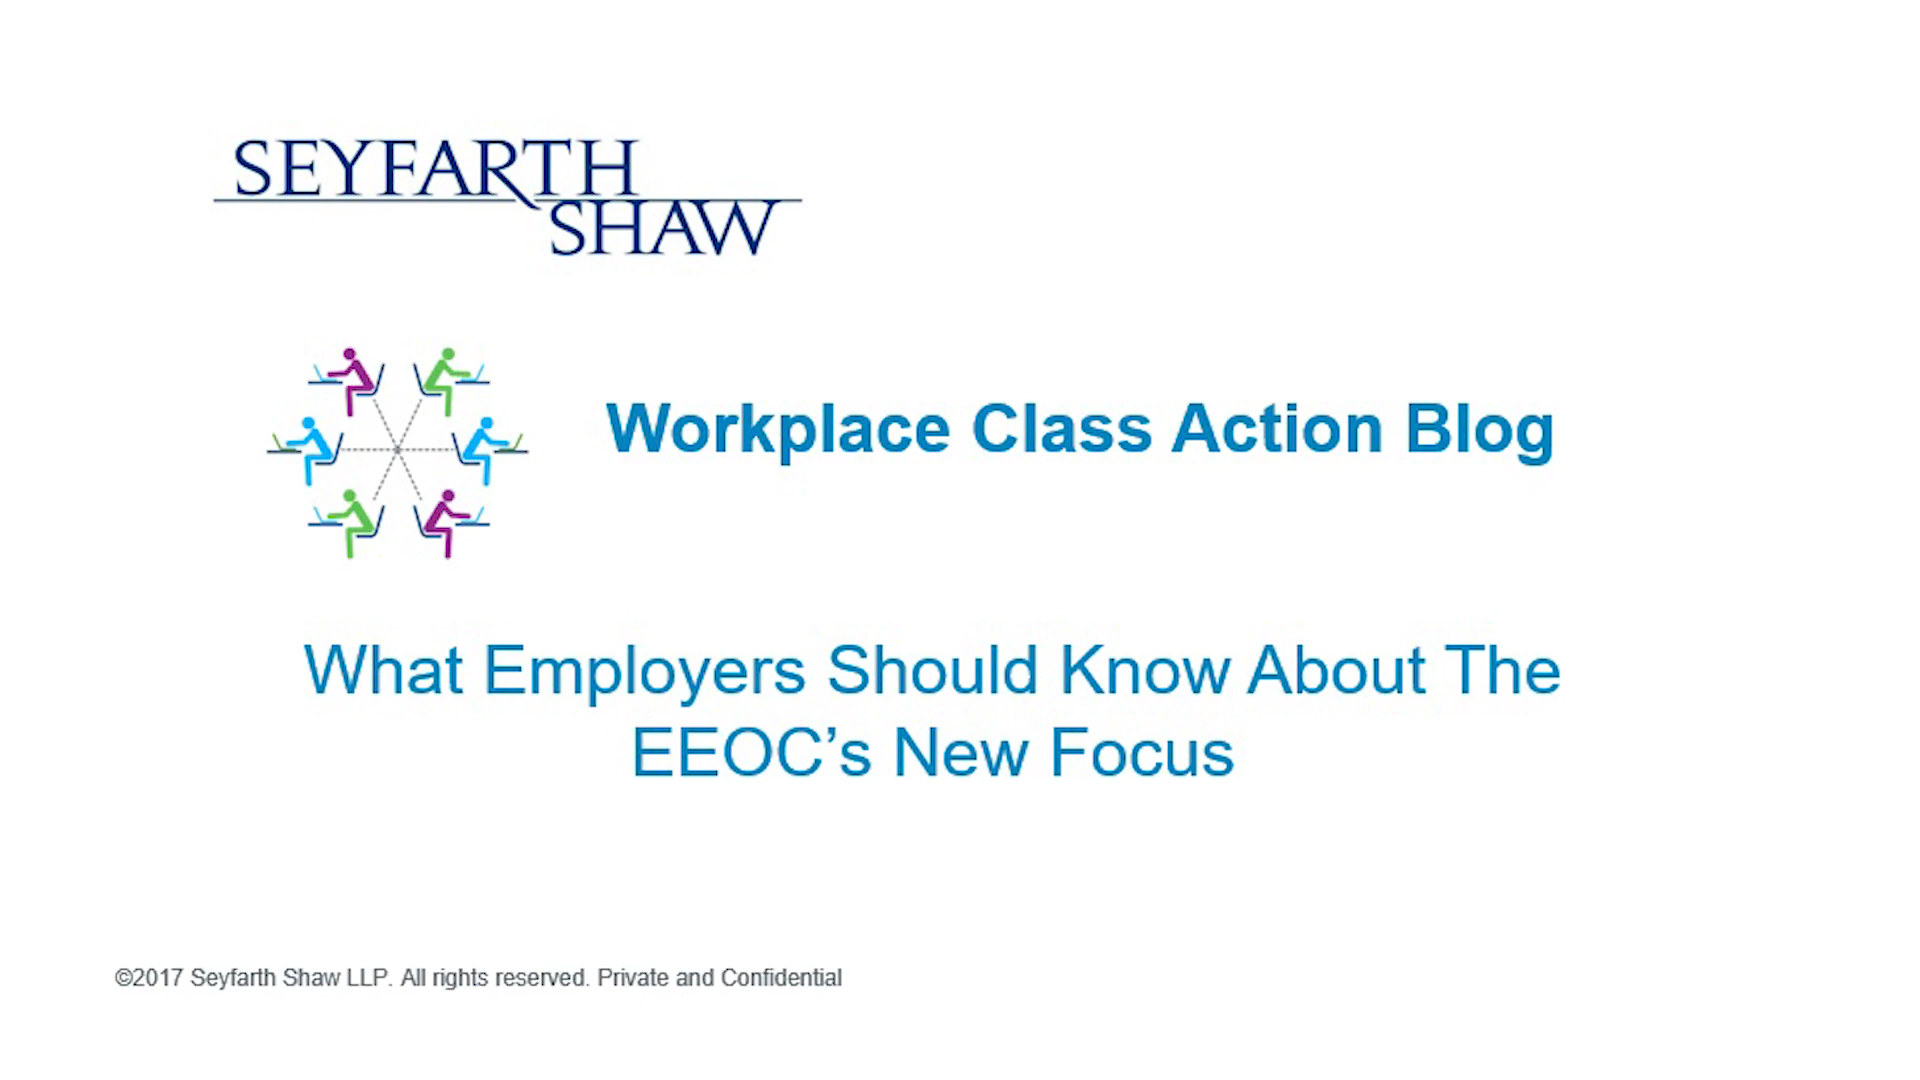 SEYFARTH
SHAW
Workplace Class Action Blog
What Employers Should Know About The
EEOC’s New Focus
©2017 Seyfarth Shaw LLP. All rights reserved. Private and Confidential